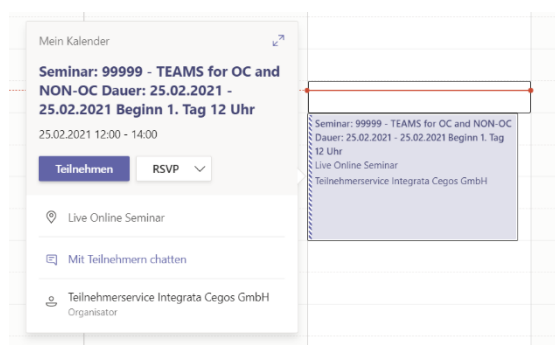 Mein Kalender
Seminar: 99999 - TEAMS for OC and
NON-OC Dauer: 25.02.2021 -
25.02.2021 Beginn 1. Tag 12 Uhr
25.02.2021 12:00 - 14:00
Teilnehmen
RSVP
Live Online Seminar
Mit Teilnehmern chatten
Teilnehmerservice Integrata Cegos GmbH
Organisator
Seminar: 99999 - TEAMS for OC and NON-OC
Dauer: 25.02.2021 - 25.02.2021 Beginn 1. Tag
12 Uhr
Live Online Seminar
Teilnehmerservice Integrata Cegos GmbH